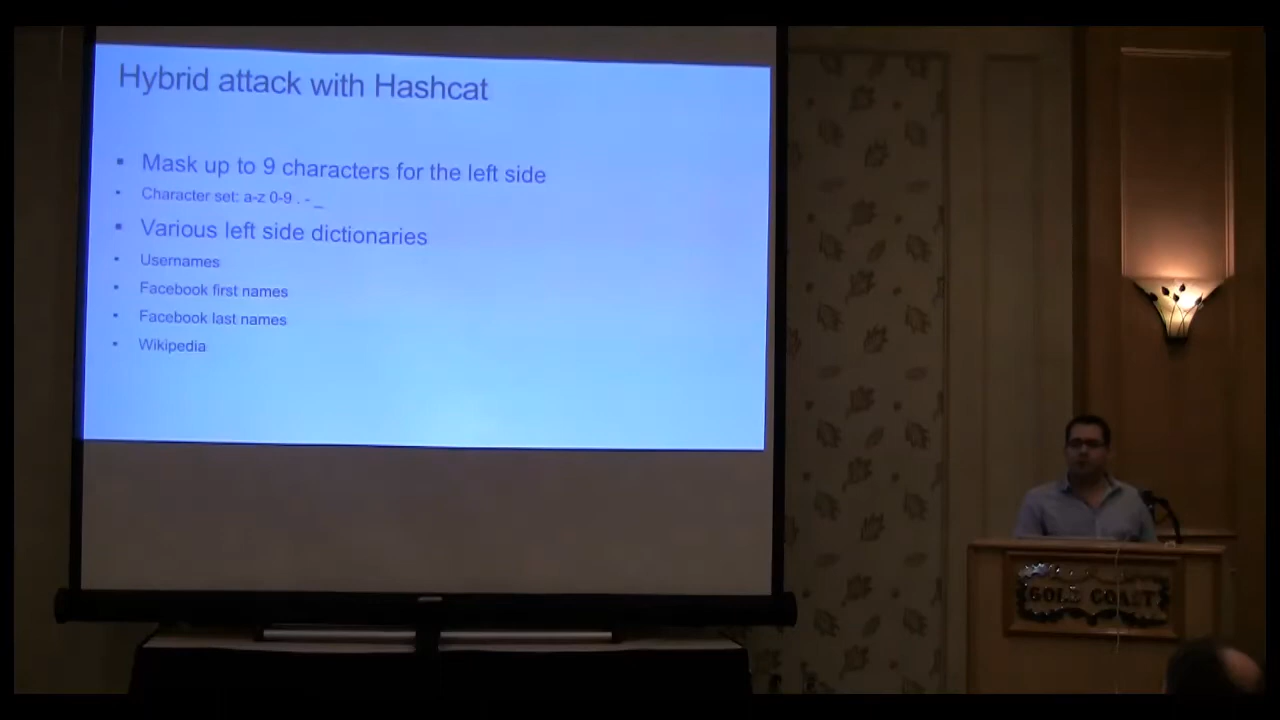 Hybrid attack with Hashcat
▪ Mask up to 9 characters for the left side
▪ Character set: a-z 0-9 . - _
▪ Various left side dictionaries
▪ Usernames
▪ Facebook first names
▪ Facebook last names
▪ Wikipedia
GOLD COAST